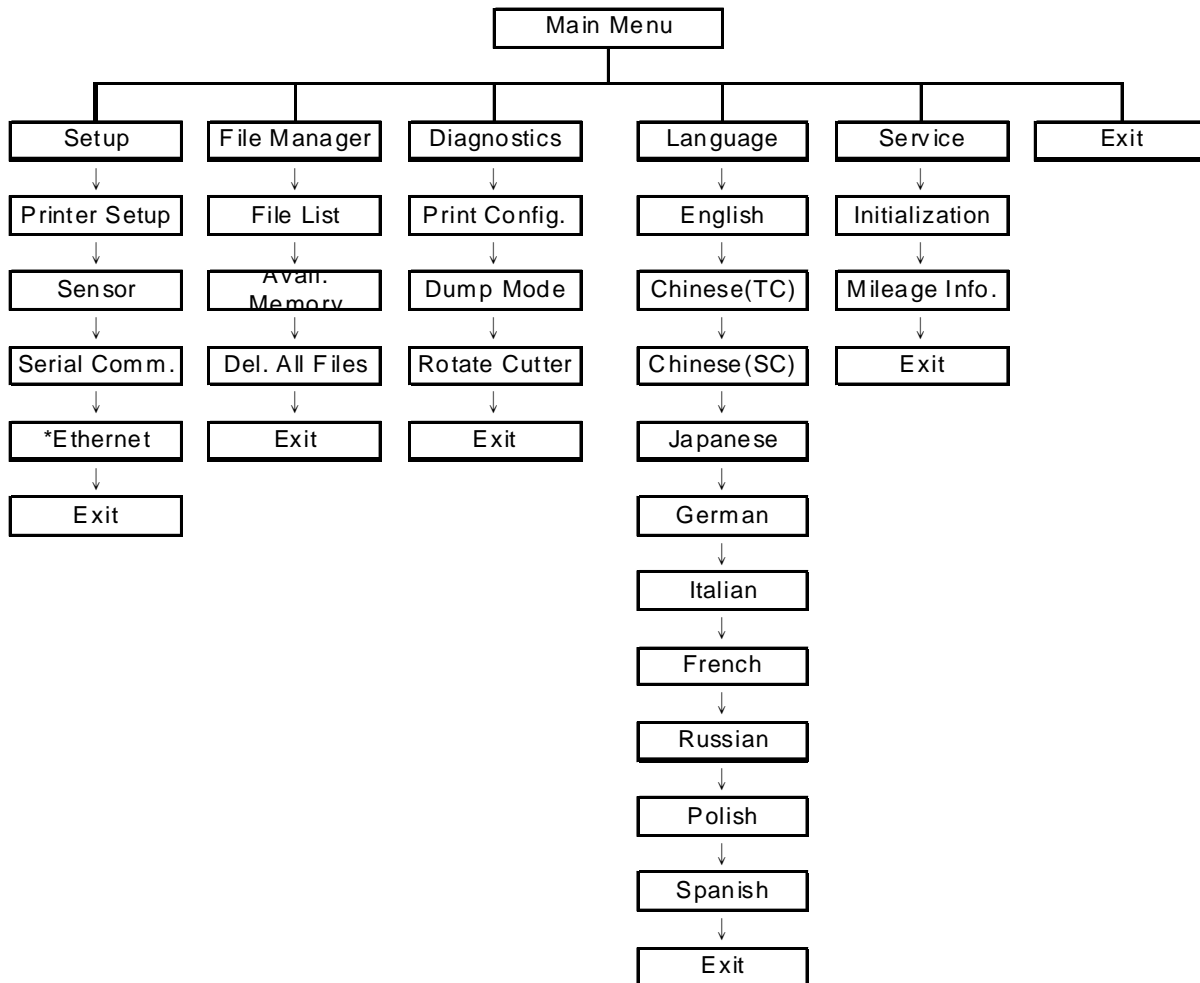 Main Menu
Setup
File Manager
Diagnostics
Language
Service
Exit
Printer Setup
File List
Print Config.
English
Initialization
Sensor
Avail.
Memory
Dump Mode
Chinese(TC)
Mileage Info.
Serial Comm.
Del. All Files
Rotate Cutter
Chinese(SC)
Exit
*Ethernet
Exit
Exit
Japanese
Exit
German
Italian
French
Russian
Polish
Spanish
Exit